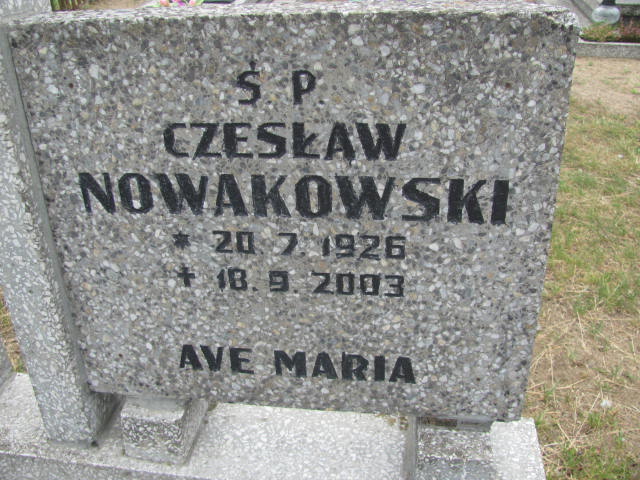 Ś P.
CZESŁAW
NOWAKOWSKI
* 20.7.1926
+ 18.9.2003
AVE MARIA